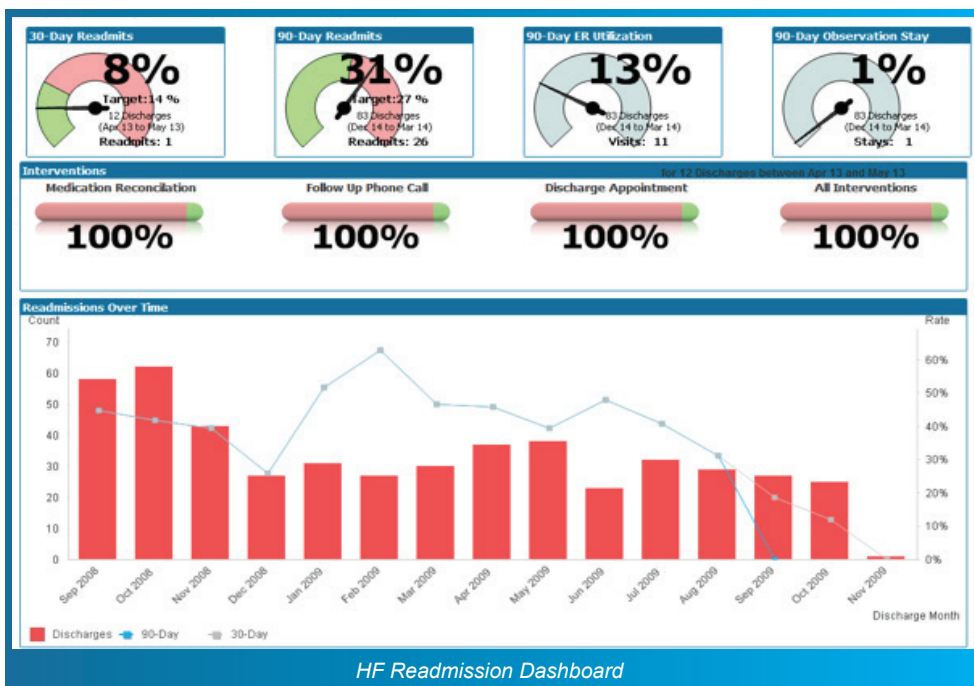 30-Day Readmits
8%
Target:14 %
12 Discharges
(Apr 13 to May 13)
Readmits: 1
90-Day Readmits
31%
Target:27 %
83 Discharges
(Dec 14 to Mar 14)
Readmits: 26
90-Day ER Utilization
13%
83 Discharges
(Dec 14 to Mar 14)
Visits: 11
90-Day Observation Stay
1%
83 Discharges
(Dec 14 to Mar 14)
Stays: 1
Interventions
for 12 Discharges between Apr 13 and May 13
Medication Reconcilation
100%
Follow Up Phone Call
100%
Discharge Appointment
100%
All Interventions
100%
Readmissions Over Time
Count
Rate
70
60
50
40
30
20
10
0
60%
50%
40%
30%
20%
10%
0%
Sep 2008
Oct 2008
Nov 2008
Dec 2008
Jan 2009
Feb 2009
Mar 2009
Apr 2009
May 2009
Jun 2009
Jul 2009
Aug 2009
Sep 2009
Oct 2009
Nov 2009
Discharge Month
Discharges 90-Day 30-Day
HF Readmission Dashboard